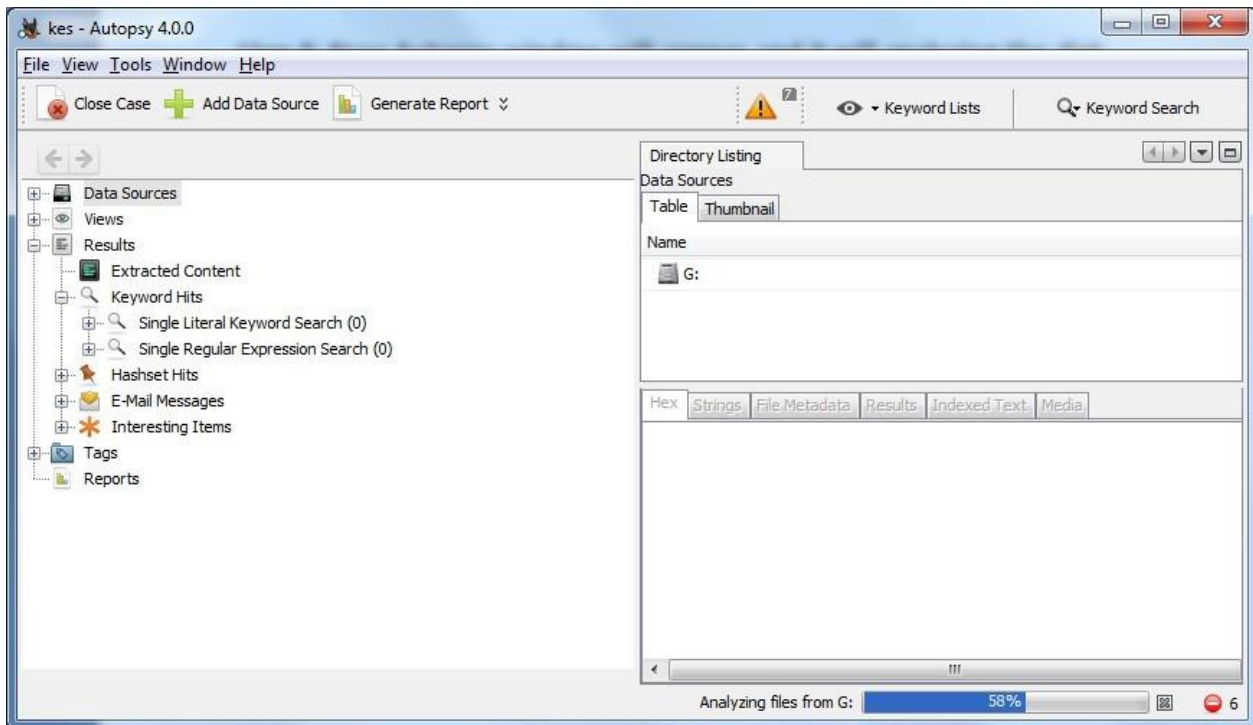 kes - Autopsy 4.0.0
File View Tools Window Help
Close Case Add Data Source Generate Report
7
Keyword Lists
Keyword Search
Data Sources
Views
Results
Extracted Content
Keyword Hits
Single Literal Keyword Search (0)
Single Regular Expression Search (0)
Hashset Hits
E-Mail Messages
Interesting Items
Tags
Reports
Directory Listing
Data Sources
Table Thumbnail
Name
G:
Hex Strings File Metadata Results Indexed Text Media
Analyzing files from G: 58% 6